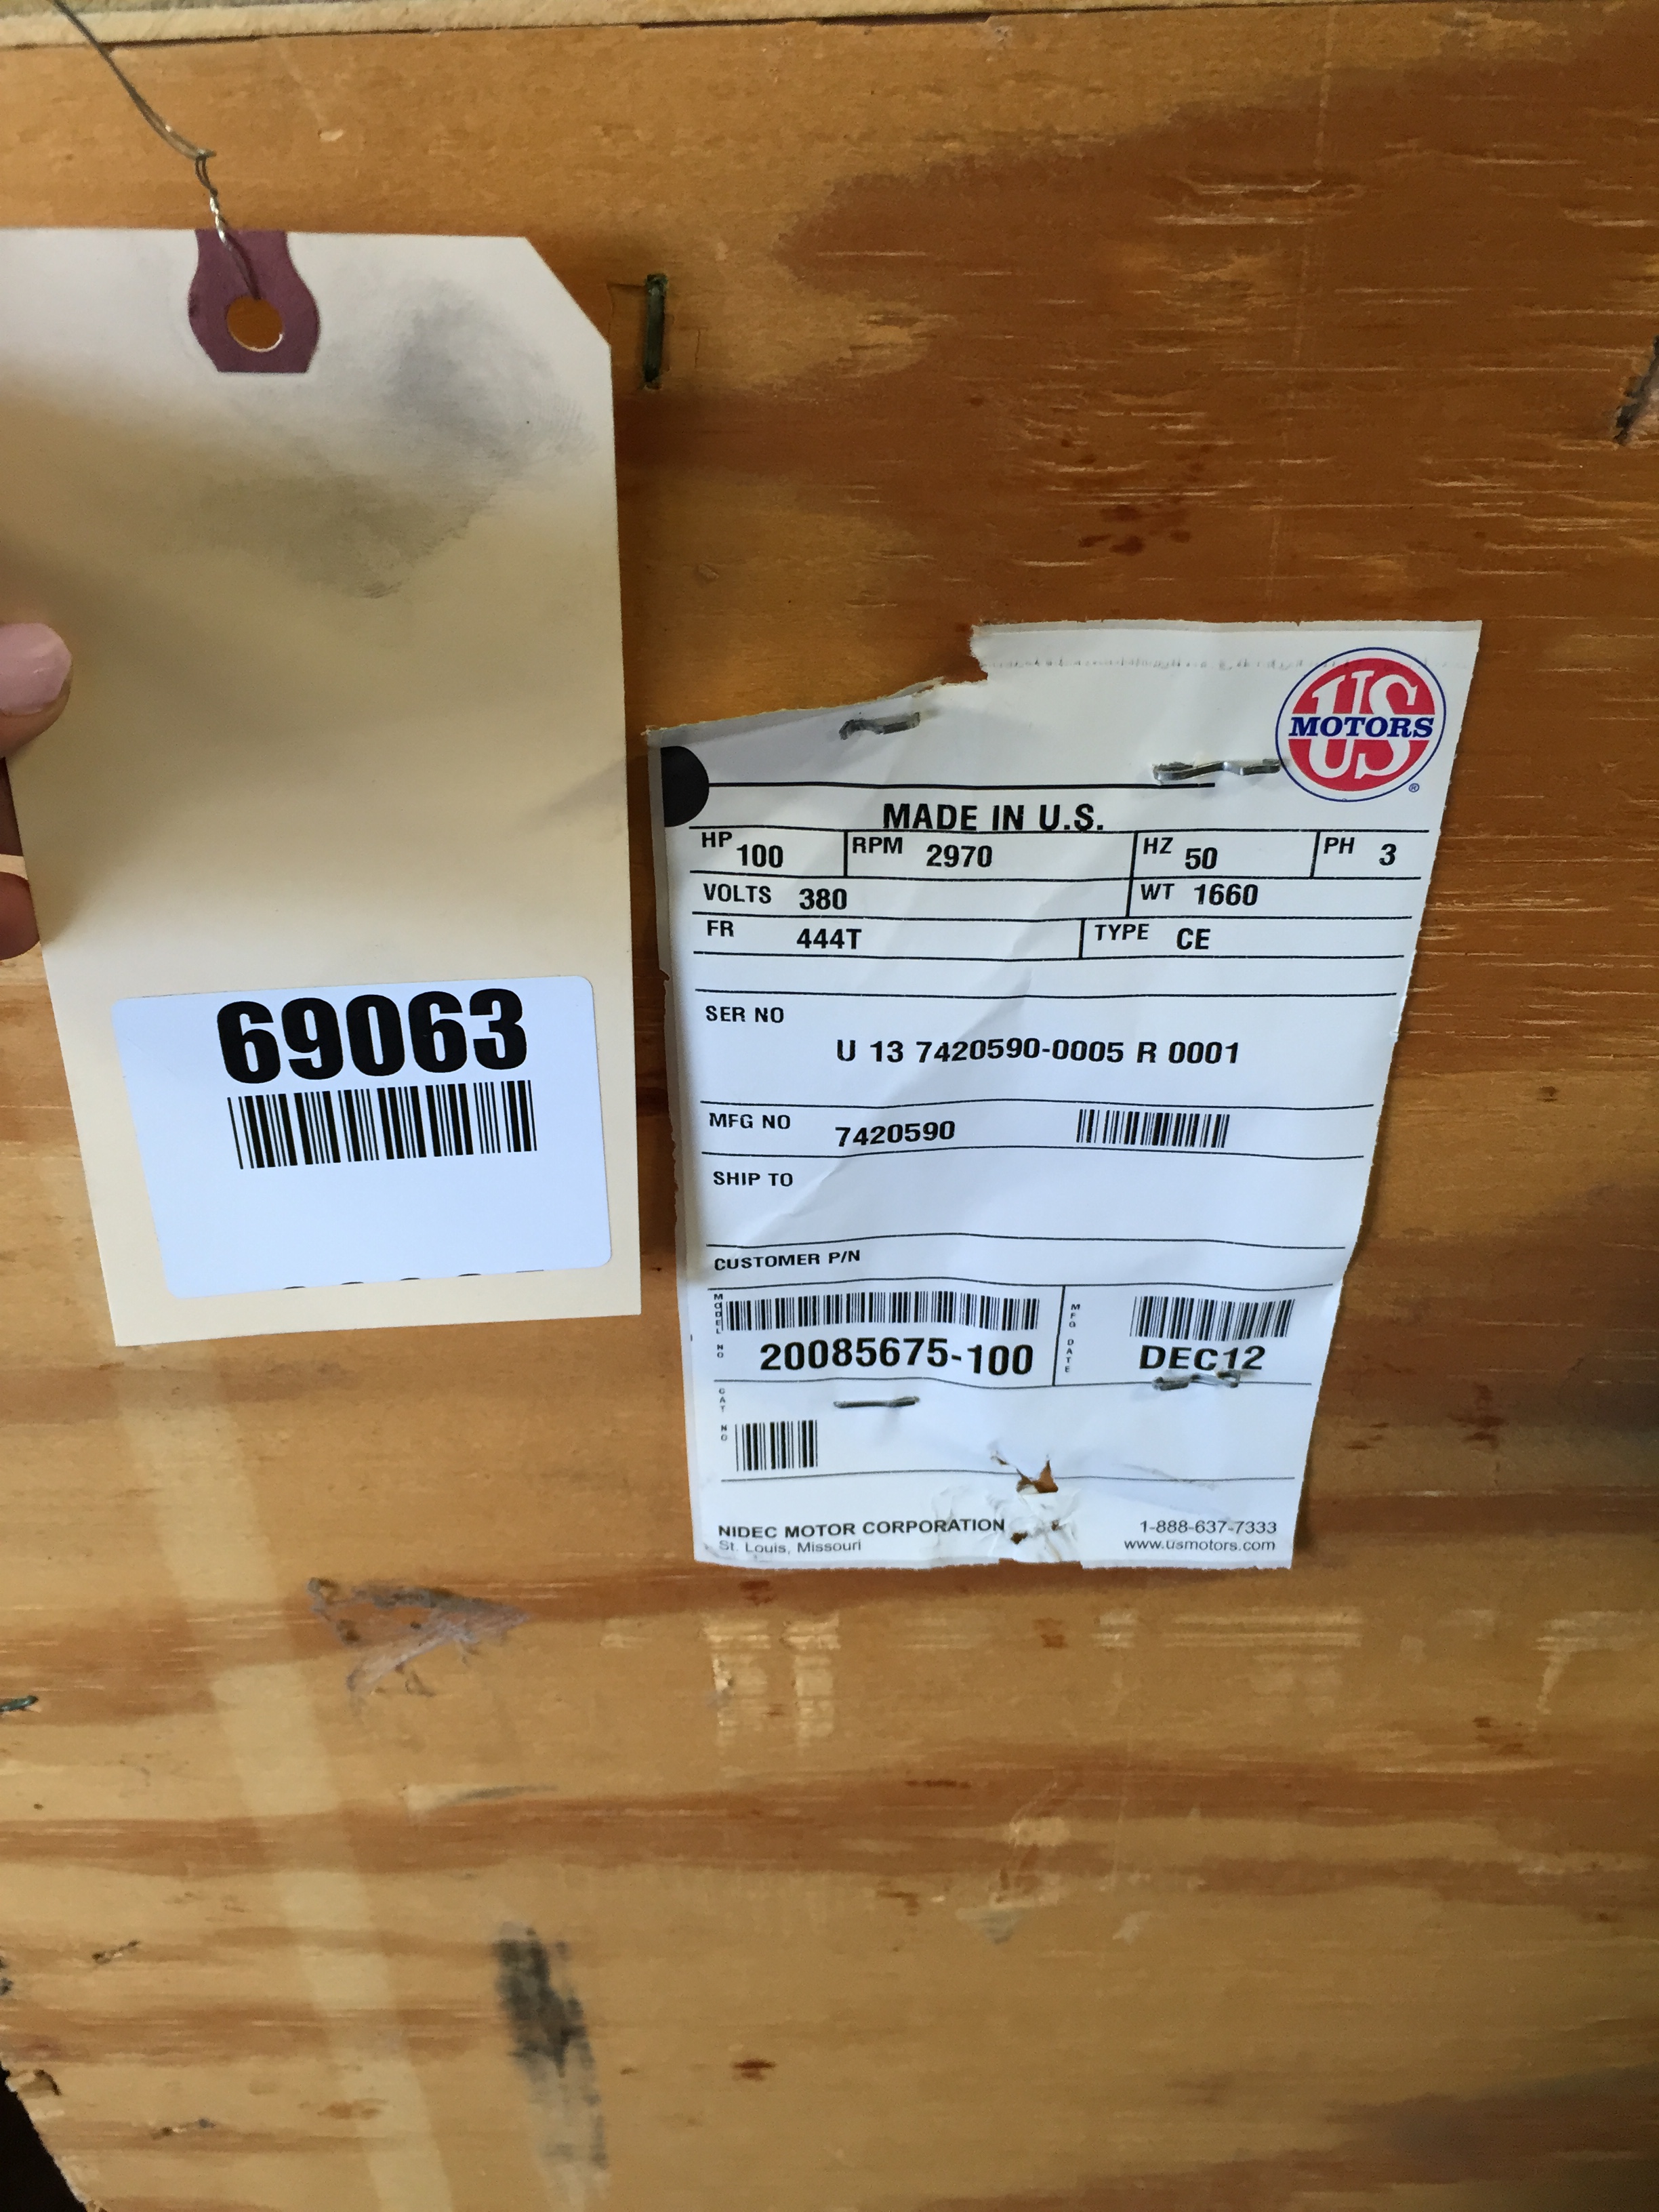 69063
US
MOTORS
®
MADE IN U.S.
HP 100 RPM 2970 HZ 50 PH 3
VOLTS 380 WT 1660
FR 444T TYPE CE
SER NO
U 13 7420590-0005 R 0001
MFG NO 7420590
SHIP TO
CUSTOMER P/N
MODEL NO 20085675-100 MFG DATE DEC12
CAT NO
NIDEC MOTOR CORPORATION 1-888-637-7333
St. Louis, Missouri www.usmotors.com